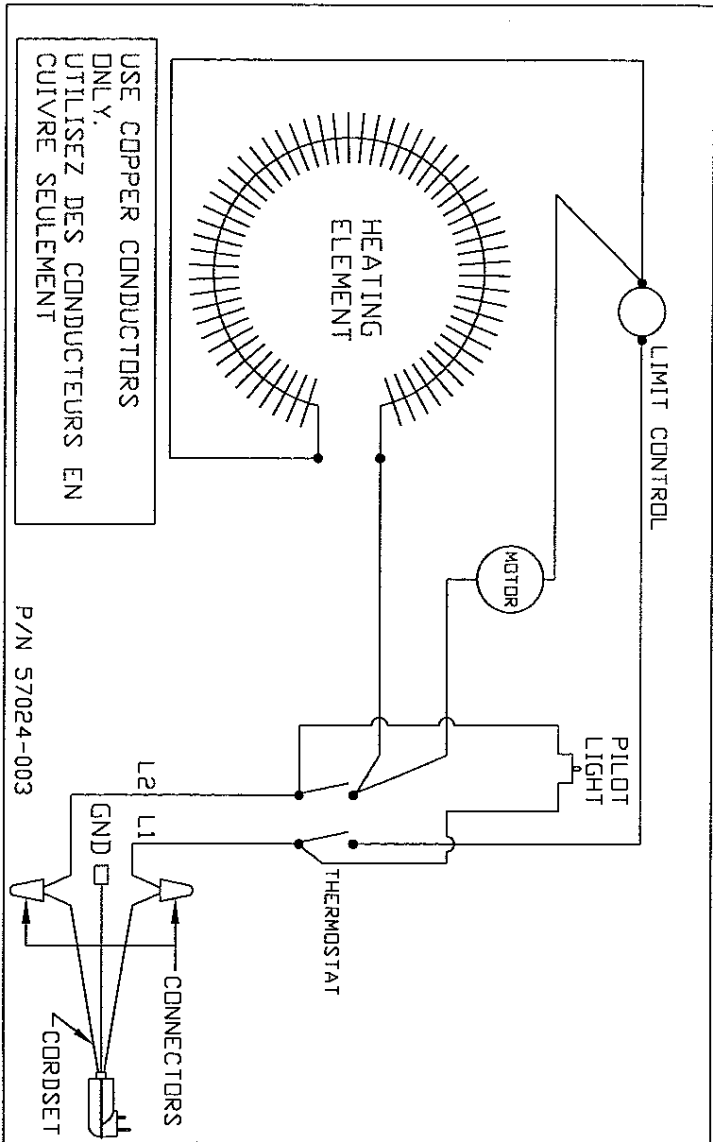 LIMIT CONTROL
HEATING
ELEMENT
MOTOR
PILOT
LIGHT
THERMOSTAT
L2
L1
GND
CONNECTORS
CORDSET
USE COPPER CONDUCTORS
ONLY.
UTILISEZ DES CONDUCTEURS EN
CUIVRE SEULEMENT
P/N 57024-003